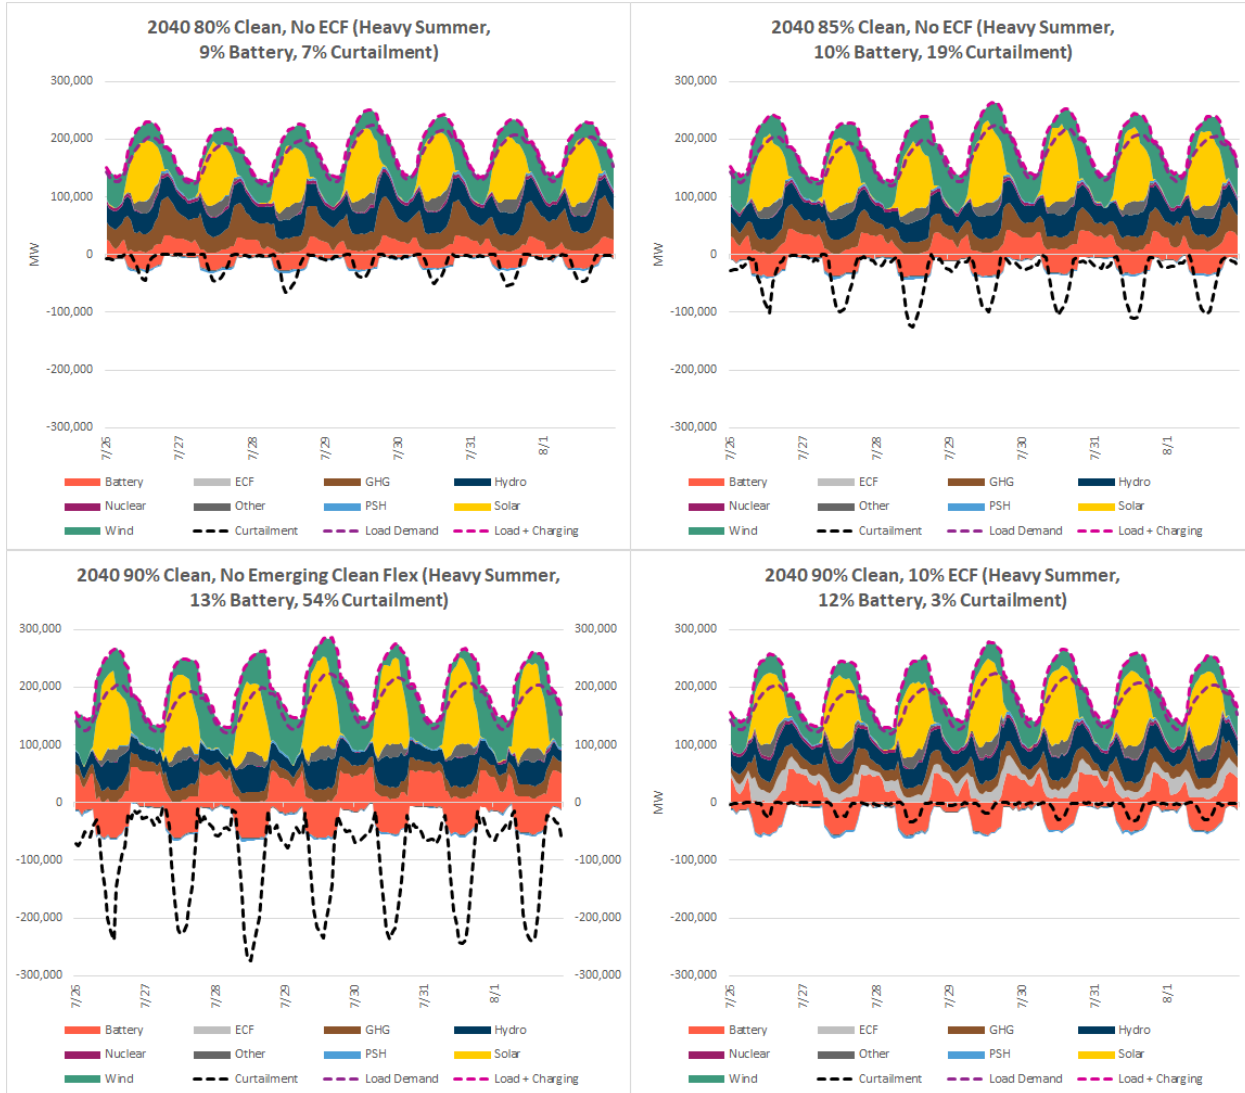 2040 80% Clean, No ECF (Heavy Summer,
9% Battery, 7% Curtailment)
300,000
200,000
100,000
0
-100,000
-200,000
-300,000
MW
7/26
7/27
7/28
7/29
7/30
7/31
8/1
Battery ECF GHG Hydro
Nuclear Other PSH Solar
Wind Curtailment Load Demand Load + Charging
2040 85% Clean, No ECF (Heavy Summer,
10% Battery, 19% Curtailment)
300,000
200,000
100,000
0
-100,000
-200,000
-300,000
MW
7/26
7/27
7/28
7/29
7/30
7/31
8/1
Battery ECF GHG Hydro
Nuclear Other PSH Solar
Wind Curtailment Load Demand Load + Charging
2040 90% Clean, No Emerging Clean Flex (Heavy Summer,
13% Battery, 54% Curtailment)
300,000 300,000
200,000 200,000
100,000 100,000
0 0
-100,000 -100,000
-200,000 -200,000
-300,000 -300,000
7/26
7/27
7/28
7/29
7/30
7/31
8/1
Battery ECF GHG Hydro
Nuclear Other PSH Solar
Wind Curtailment Load Demand Load + Charging
2040 90% Clean, 10% ECF (Heavy Summer,
12% Battery, 3% Curtailment)
300,000
200,000
100,000
0
-100,000
-200,000
-300,000
MW
7/26
7/27
7/28
7/29
7/30
7/31
8/1
Battery ECF GHG Hydro
Nuclear Other PSH Solar
Wind Curtailment Load Demand Load + Charging